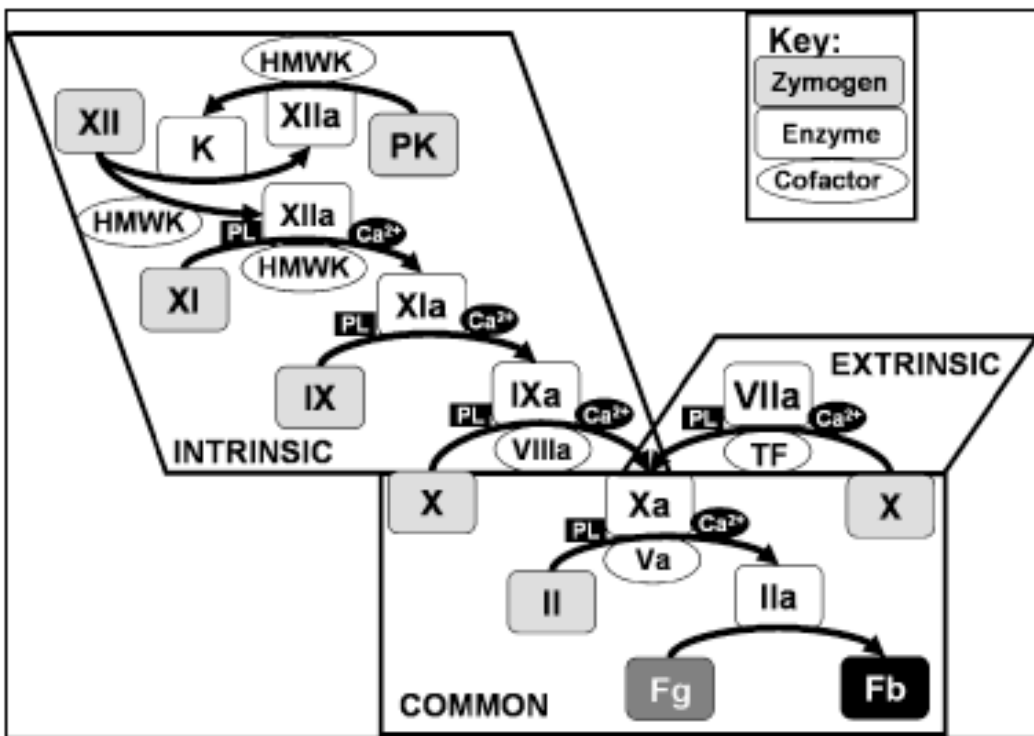 Key:
Zymogen
Enzyme
Cofactor
HMWK
XII
XIIa
K
PK
HMWK
XIIa
PL
Ca²⁺
HMWK
XI
XIa
PL
Ca²⁺
IX
IXa
PL
Ca²⁺
VIIIa
INTRINSIC
EXTRINSIC
VIIa
PL
Ca²⁺
TF
X
Xa
X
PL
Ca²⁺
Va
II
IIa
Fg
Fb
COMMON